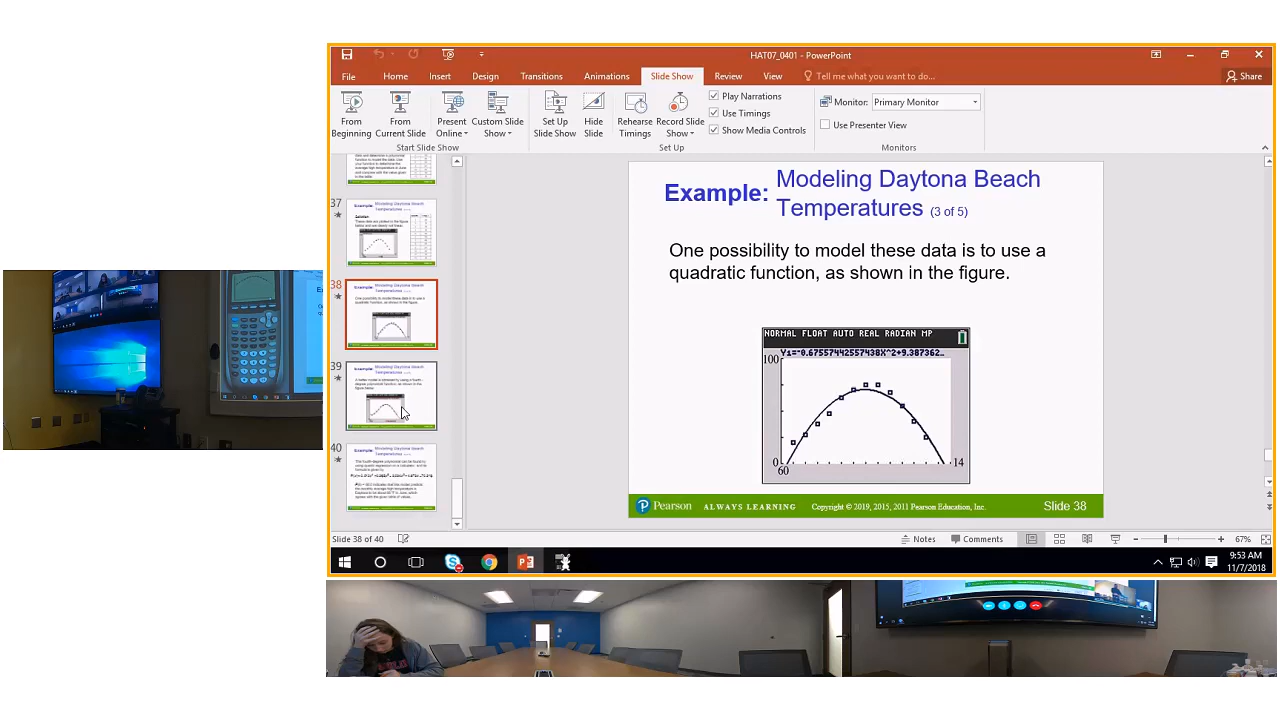 HAT07_0401 - PowerPoint
File Home Insert Design Transitions Animations Slide Show Review View Tell me what you want to do... Share
From Beginning
From Current Slide
Present Online
Custom Slide Show
Start Slide Show
Set Up Slide Show
Hide Slide
Rehearse Timings
Record Slide Show
Play Narrations
Use Timings
Show Media Controls
Set Up
Monitor: Primary Monitor
Use Presenter View
Monitors
37
38
39
40
Example: Modeling Daytona Beach
Temperatures (3 of 5)
One possibility to model these data is to use a
quadratic function, as shown in the figure.
NORMAL FLOAT AUTO REAL RADIAN MP
Y1=-0.67557442557438X^2+9.387362…
100
0
60
14
Pearson ALWAYS LEARNING Copyright © 2019, 2015, 2011 Pearson Education, Inc. Slide 38
Slide 38 of 40
Notes Comments 67%
9:53 AM
11/7/2018